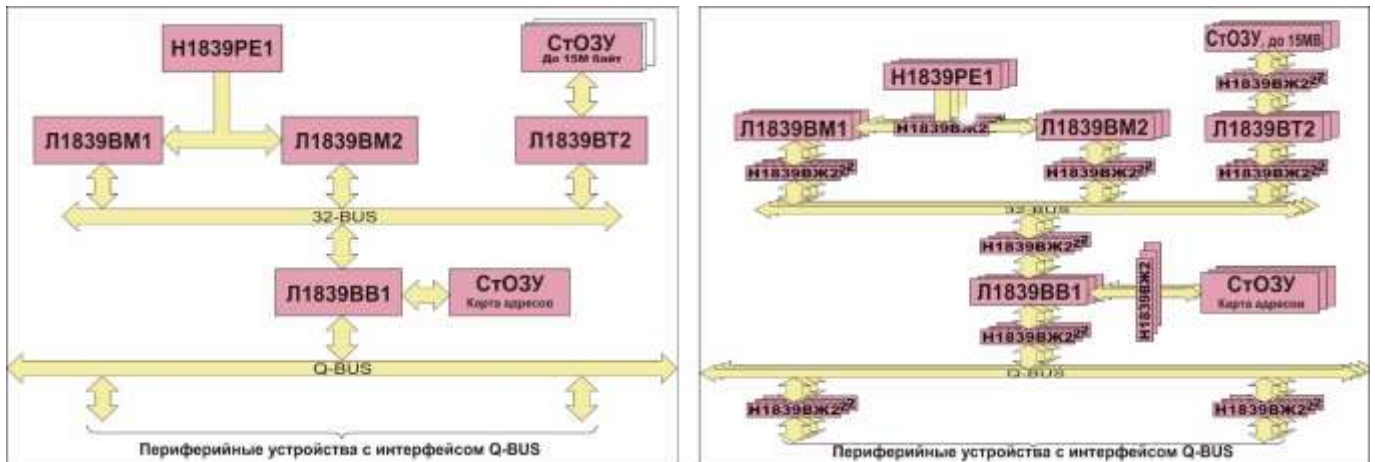 Н1839РЕ1
СтОЗУ
До 15М байт
Л1839ВМ1
Л1839ВМ2
Л1839ВТ2
32-BUS
Л1839ВВ1
СтОЗУ
Карта адресов
Q-BUS
Периферийные устройства с интерфейсом Q-BUS
СтОЗУ, до 15МВ
Н1839РЕ1
Н1839ВЖ2
Л1839ВМ1
Н1839ВЖ2
Л1839ВМ2
Л1839ВТ2
Н1839ВЖ2
Н1839ВЖ2
Н1839ВЖ2
32-BUS
Н1839ВЖ2
Л1839ВВ1
Н1839ВЖ2
СтОЗУ
Карта адресов
Н1839ВЖ2
Q-BUS
Н1839ВЖ2
Н1839ВЖ2
Периферийные устройства с интерфейсом Q-BUS